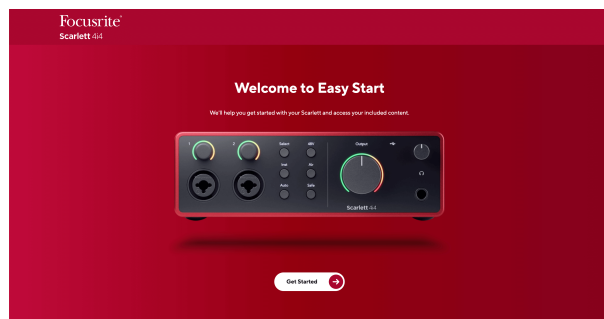 Focusrite®
Scarlett 4i4
Welcome to Easy Start
We'll help you get started with your Scarlett and access your included content.
1
2
Select
48V
Output
Inst
Air
Auto
Safe
Scarlett 4i4
Get Started